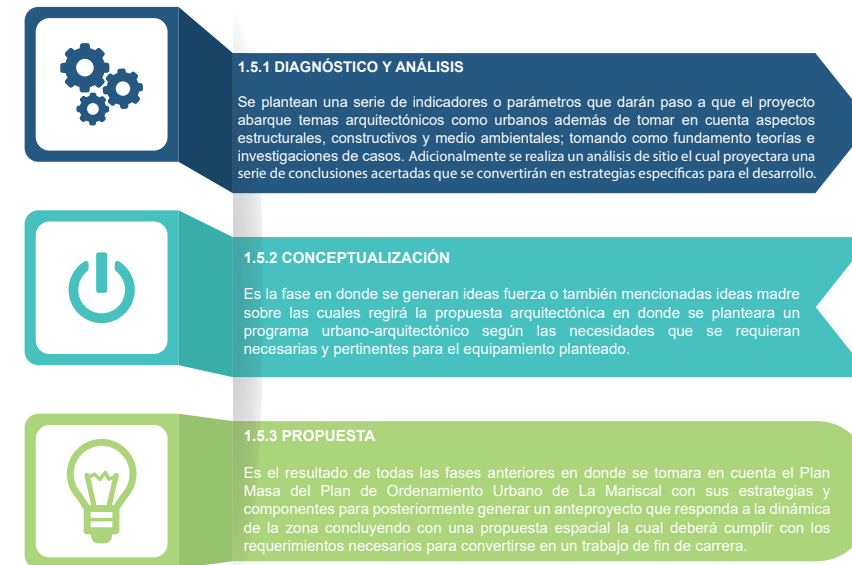 1.5.1 DIAGNÓSTICO Y ANÁLISIS
Se plantean una serie de indicadores o parámetros que darán paso a que el proyecto
abarque temas arquitectónicos como urbanos además de tomar en cuenta aspectos
estructurales, constructivos y medio ambientales; tomando como fundamento teorías e
investigaciones de casos. Adicionalmente se realiza un análisis de sitio el cual proyectara una
serie de conclusiones acertadas que se convertirán en estrategias específicas para el desarrollo.
1.5.2 CONCEPTUALIZACIÓN
Es la fase en donde se generan ideas fuerza o también mencionadas ideas madre
sobre las cuales regirá la propuesta arquitectónica en donde se planteara un
programa urbano-arquitectónico según las necesidades que se requieran
necesarias y pertinentes para el equipamiento planteado.
1.5.3 PROPUESTA
Es el resultado de todas las fases anteriores en donde se tomara en cuenta el Plan
Masa del Plan de Ordenamiento Urbano de La Mariscal con sus estrategias y
componentes para posteriormente generar un anteproyecto que responda a la dinámica
de la zona concluyendo con una propuesta espacial la cual deberá cumplir con los
requerimientos necesarios para convertirse en un trabajo de fin de carrera.